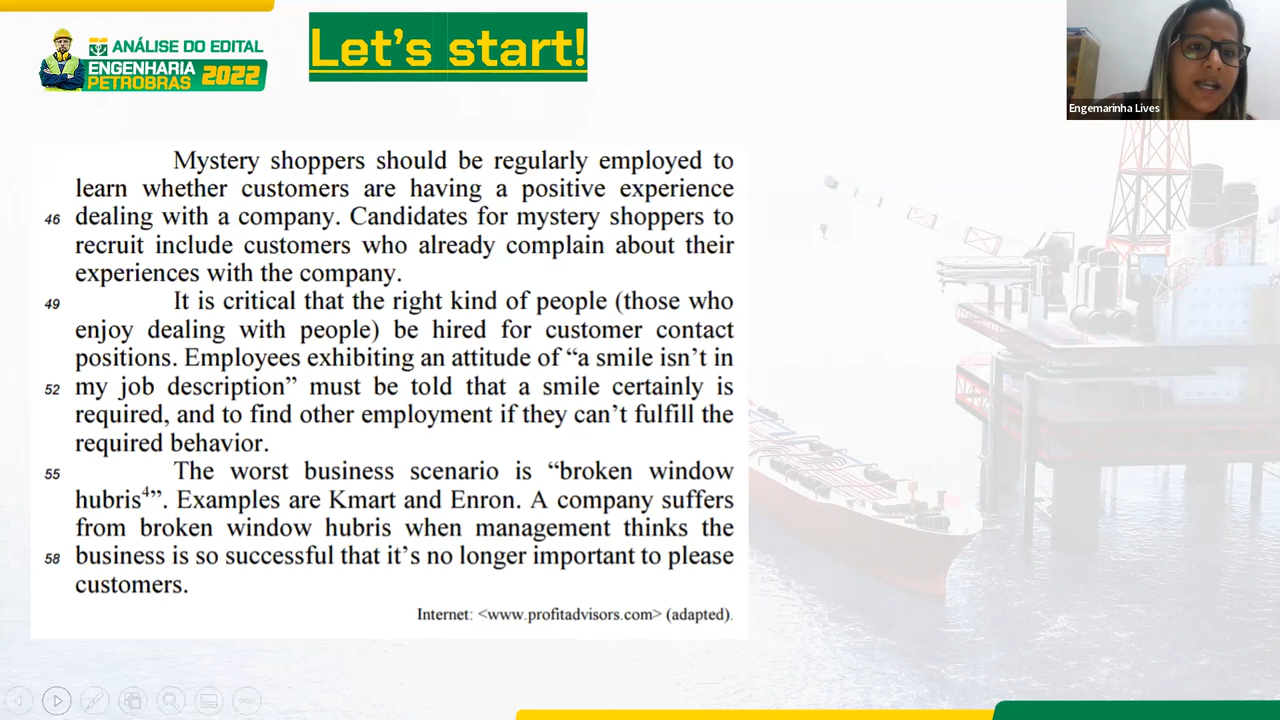 ANÁLISE DO EDITAL
ENGENHARIA
PETROBRAS 2022
Let's start!
Engemarinha Lives
Mystery shoppers should be regularly employed to
learn whether customers are having a positive experience
46 dealing with a company. Candidates for mystery shoppers to
recruit include customers who already complain about their
experiences with the company.
49 It is critical that the right kind of people (those who
enjoy dealing with people) be hired for customer contact
positions. Employees exhibiting an attitude of “a smile isn’t in
52 my job description” must be told that a smile certainly is
required, and to find other employment if they can’t fulfill the
required behavior.
55 The worst business scenario is “broken window
hubris⁴”. Examples are Kmart and Enron. A company suffers
from broken window hubris when management thinks the
58 business is so successful that it’s no longer important to please
customers.
Internet: <www.profitadvisors.com> (adapted).